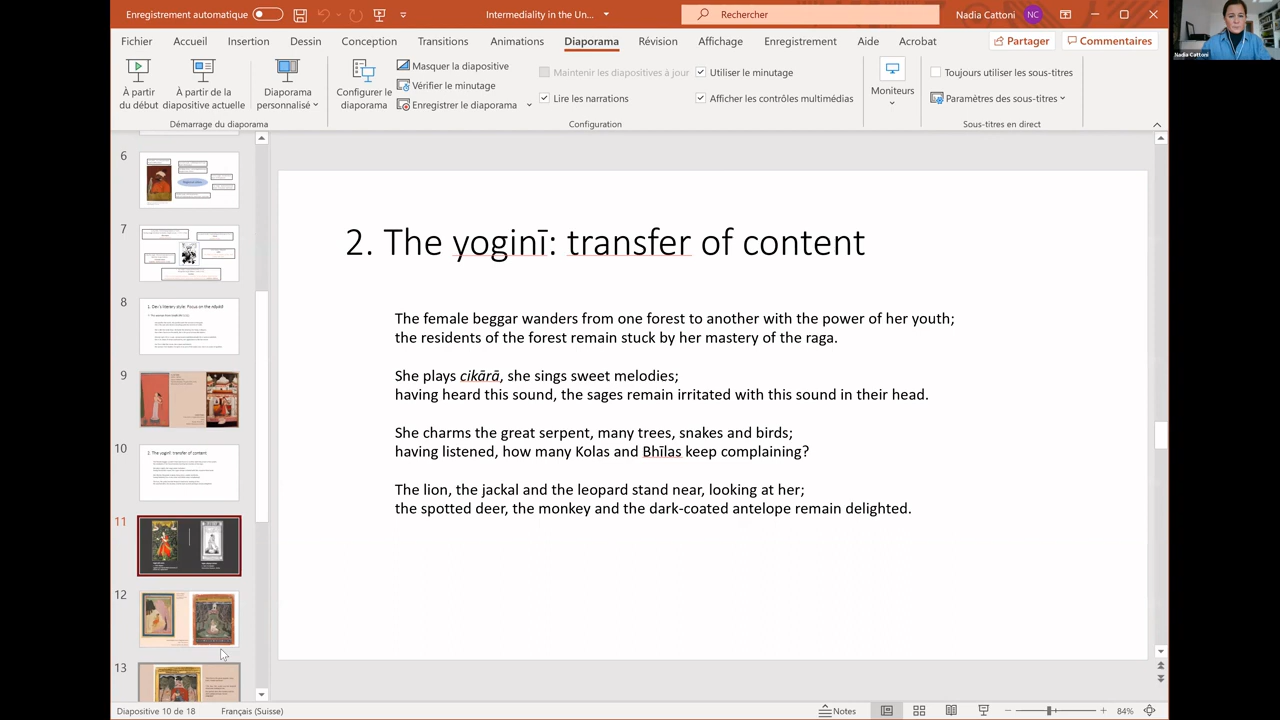 Enregistrement automatique
Intermediality in the Un...
Rechercher
Nadia Cattoni
NC
Nadia Cattoni
Fichier
Accueil
Insertion
Dessin
Conception
Transitions
Animations
Diaporama
Révision
Affichage
Enregistrement
Aide
Acrobat
Partager
Commentaires
À partir
du début
À partir de la
diapositive actuelle
Diaporama
personnalisé
Configurer le
diaporama
Masquer la diapositive
Vérifier le minutage
Enregistrer le diaporama
Maintenir les diapositives à jour
Lire les narrations
Utiliser le minutage
Afficher les contrôles multimédias
Moniteurs
Toujours utiliser les sous-titres
Paramètres des sous-titres
Démarrage du diaporama
Configuration
Sous-titres en direct
6
7
8
9
10
2. The yoginī: transfer of content
11
12
13
2. The yoginī: transfer of content
The female beggar wanders from one forest to another with the power of her youth;
the residents of the forest remain stuck by her mastery of the raga.
She plays cikārā, she sings sweet melodies;
having heard this sound, the sages remain irritated with this sound in their head.
She charms the great serpent, many trees, snakes and birds;
having listened, how many Kolas and Bhīlas keep complaining?
The lion, the jackal and the leopard stand near, looking at her;
the spotted deer, the monkey and the dark-coated antelope remain delighted.
Diapositive 10 de 18
Français (Suisse)
Notes
84%